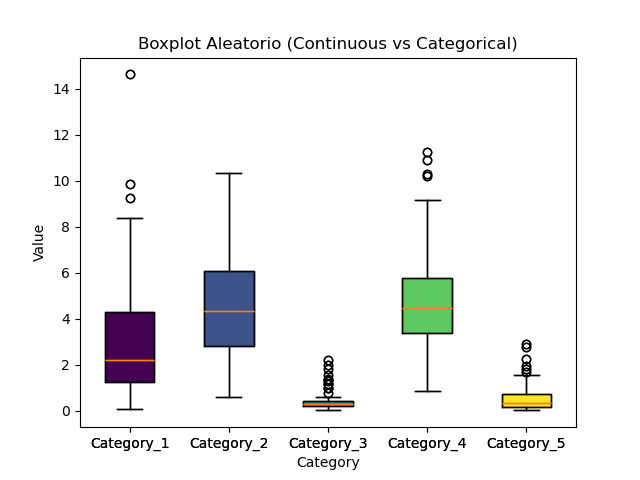 Boxplot Aleatorio (Continuous vs Categorical)
14
12
10
8
6
4
2
0
Value
Category_1 Category_2 Category_3 Category_4 Category_5
Category